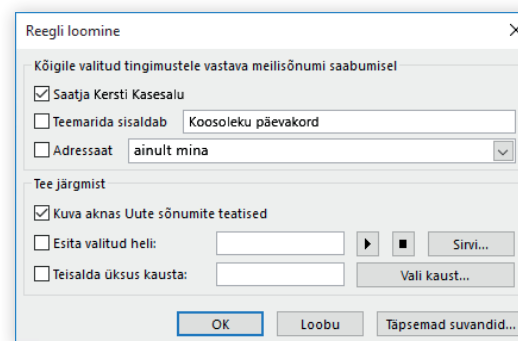 Reegli loomine
Kõigile valitud tingimustele vastava meilisõnumi saabumisel
Saatja Kersti Kasesalu
Teemarida sisaldab Koosoleku päevakord
Adressaat ainult mina
Tee järgmist
Kuva aknas Uute sõnumite teatised
Esita valitud heli: Sirvi...
Teisalda üksus kausta: Vali kaust...
OK Loobu Täpsemad suvandid...